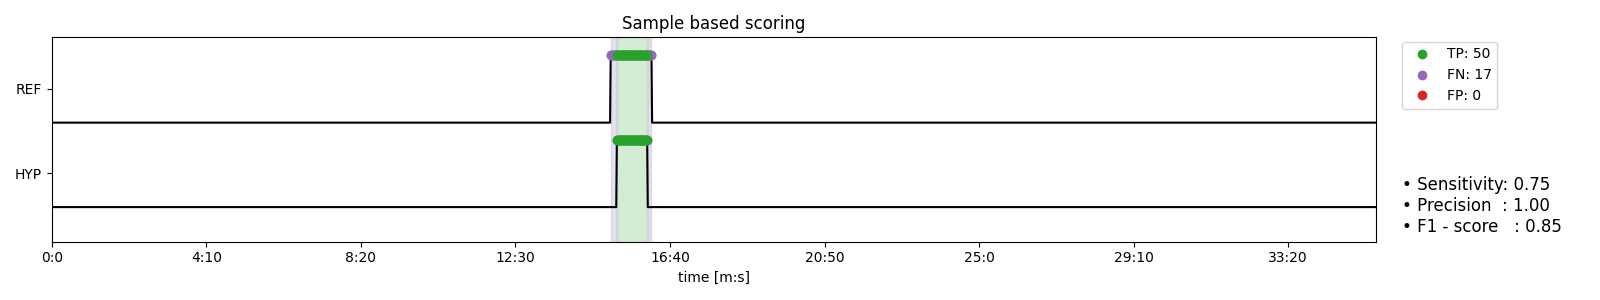 Sample based scoring
REF
HYP
0:0 4:10 8:20 12:30 16:40 20:50 25:0 29:10 33:20
time [m:s]
TP: 50
FN: 17
FP: 0
• Sensitivity: 0.75
• Precision : 1.00
• F1 - score : 0.85